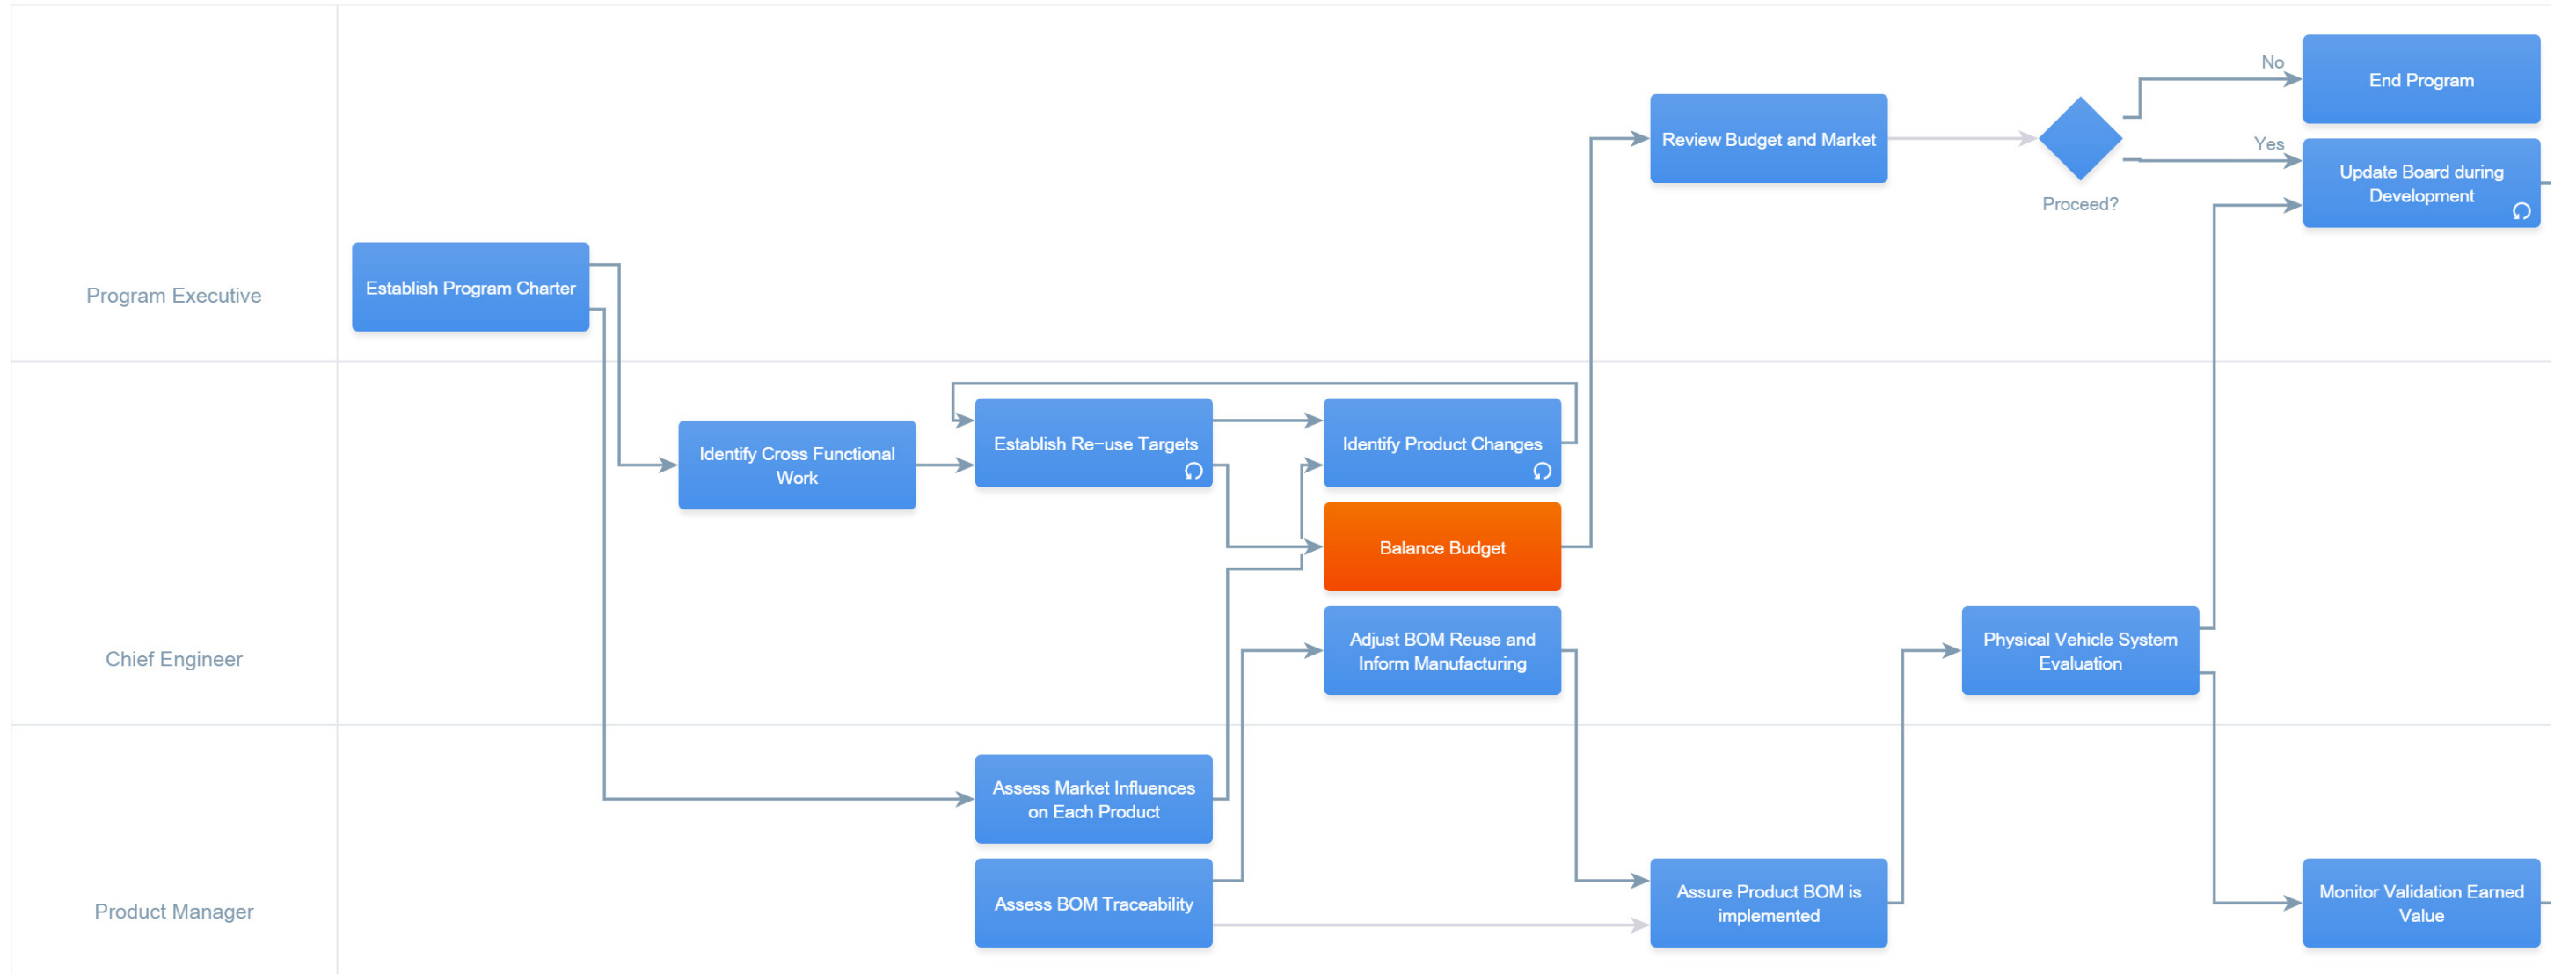 No
End Program
Review Budget and Market
Yes
Update Board during
Development
Proceed?
Program Executive
Establish Program Charter
Identify Cross Functional
Work
Establish Re-use Targets
Identify Product Changes
Balance Budget
Chief Engineer
Adjust BOM Reuse and
Inform Manufacturing
Physical Vehicle System
Evaluation
Assess Market Influences
on Each Product
Product Manager
Assess BOM Traceability
Assure Product BOM is
implemented
Monitor Validation Earned
Value